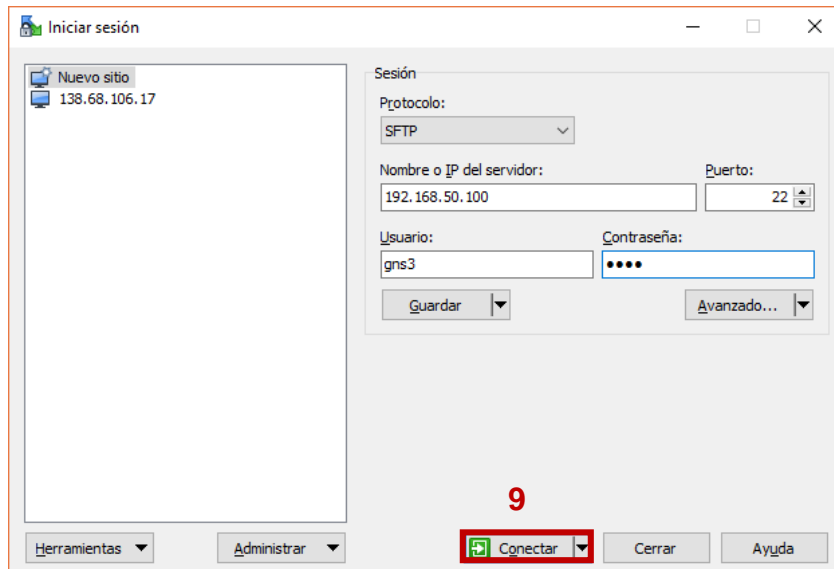 Iniciar sesión
Nuevo sitio
138.68.106.17
Sesión
Protocolo:
SFTP
Nombre o IP del servidor:
Puerto:
192.168.50.100
22
Usuario:
Contraseña:
gns3
••••
Guardar
Avanzado...
9
Herramientas
Administrar
Conectar
Cerrar
Ayuda